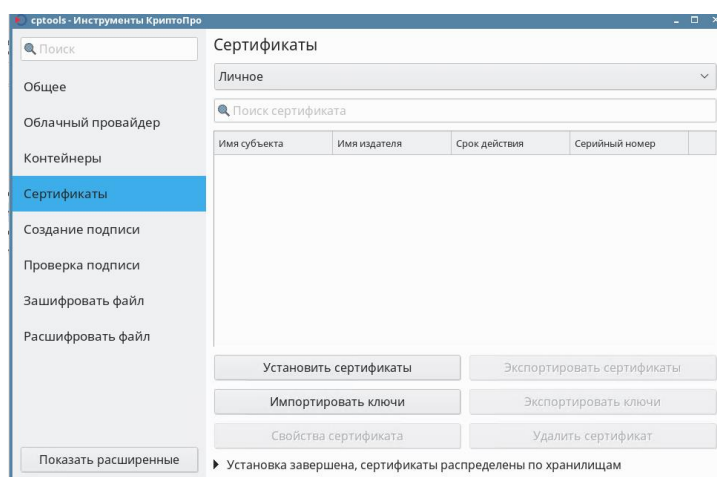 cptools - Инструменты КриптоПро
Поиск
Общее
Облачный провайдер
Контейнеры
Сертификаты
Создание подписи
Проверка подписи
Зашифровать файл
Расшифровать файл
Показать расширенные
Сертификаты
Личное
Поиск сертификата
Имя субъекта Имя издателя Срок действия Серийный номер
Установить сертификаты Экспортировать сертификаты
Импортировать ключи Экспортировать ключи
Свойства сертификата Удалить сертификат
Установка завершена, сертификаты распределены по хранилищам